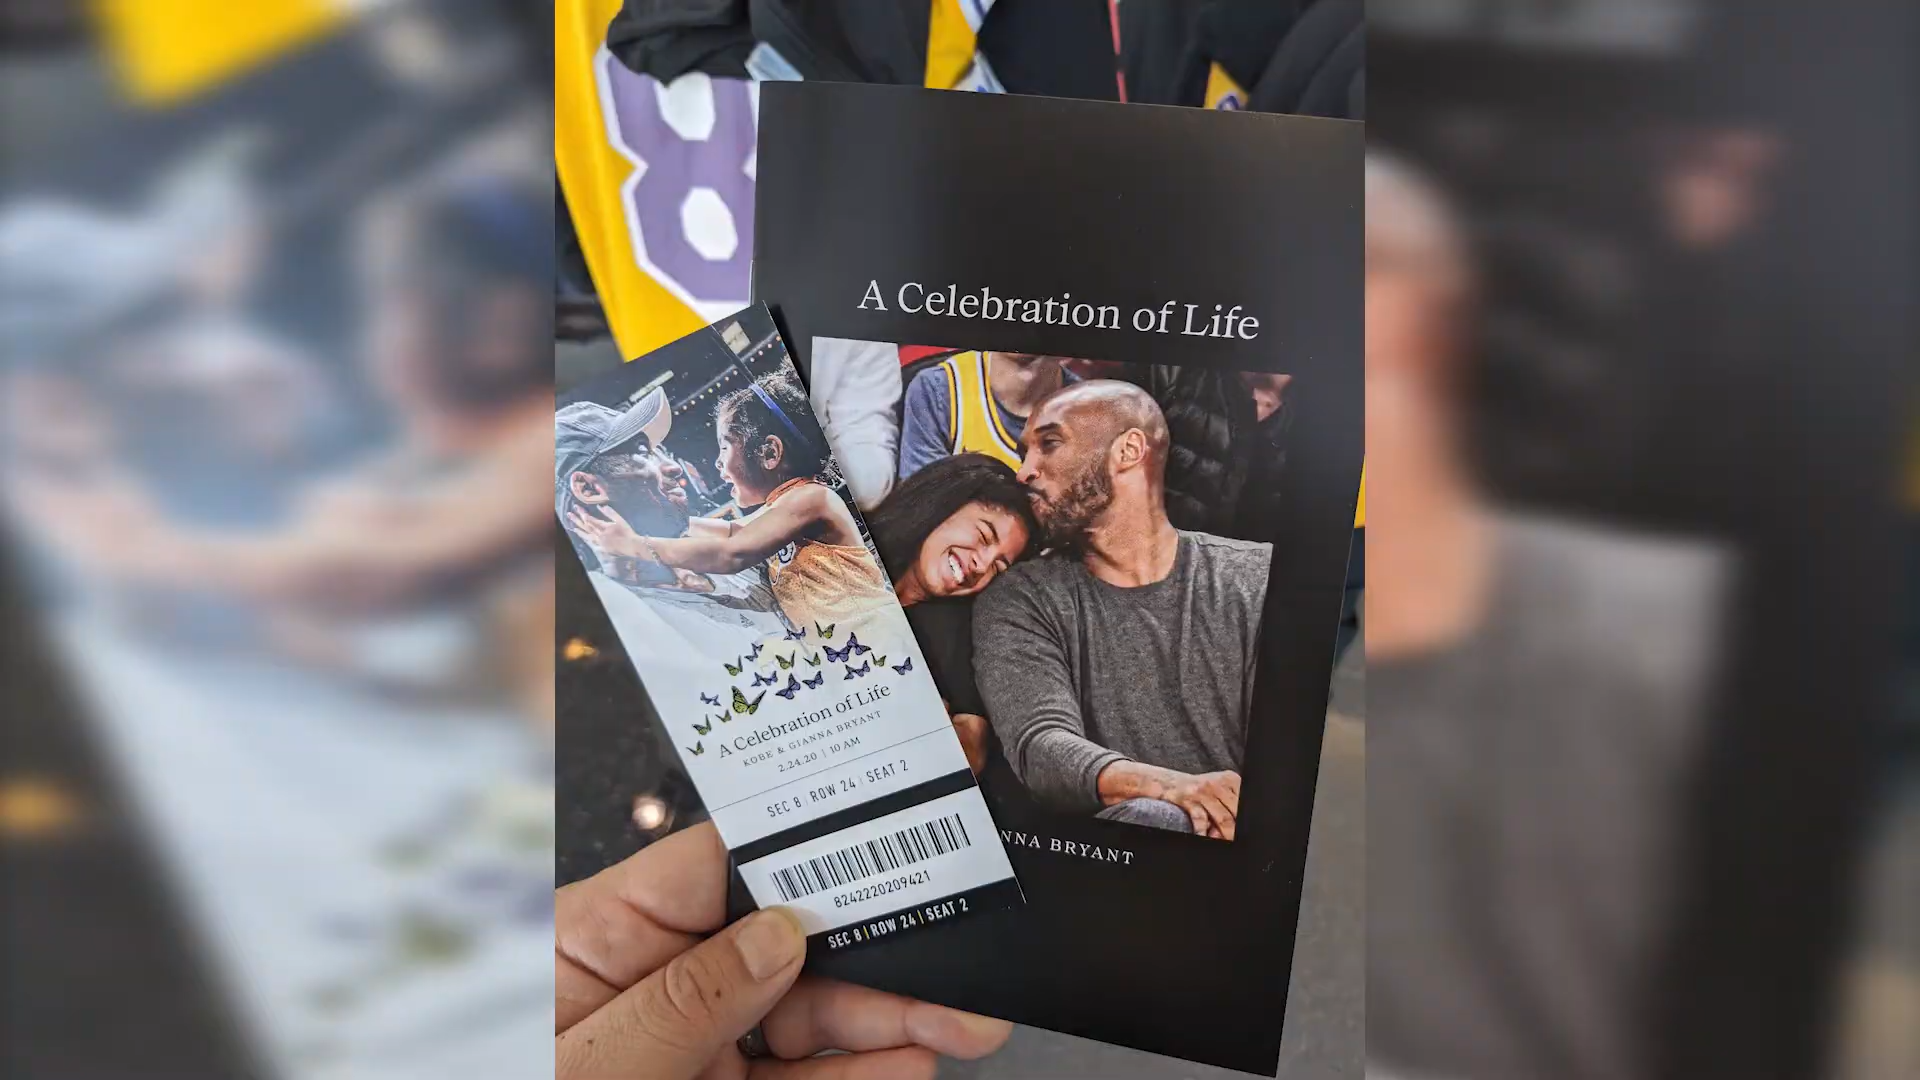 8
A Celebration of Life
NNA BRYANT
A Celebration of Life
KOBE & GIANNA BRYANT
2.24.20 | 10 AM
SEC 8 | ROW 24 | SEAT 2
8242220209421
SEC 8 | ROW 24 | SEAT 2